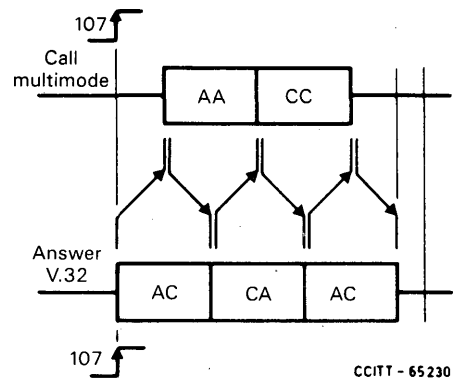 107
Call
multimode
AA
CC
Answer
V.32
AC
CA
AC
107
CCITT - 65230